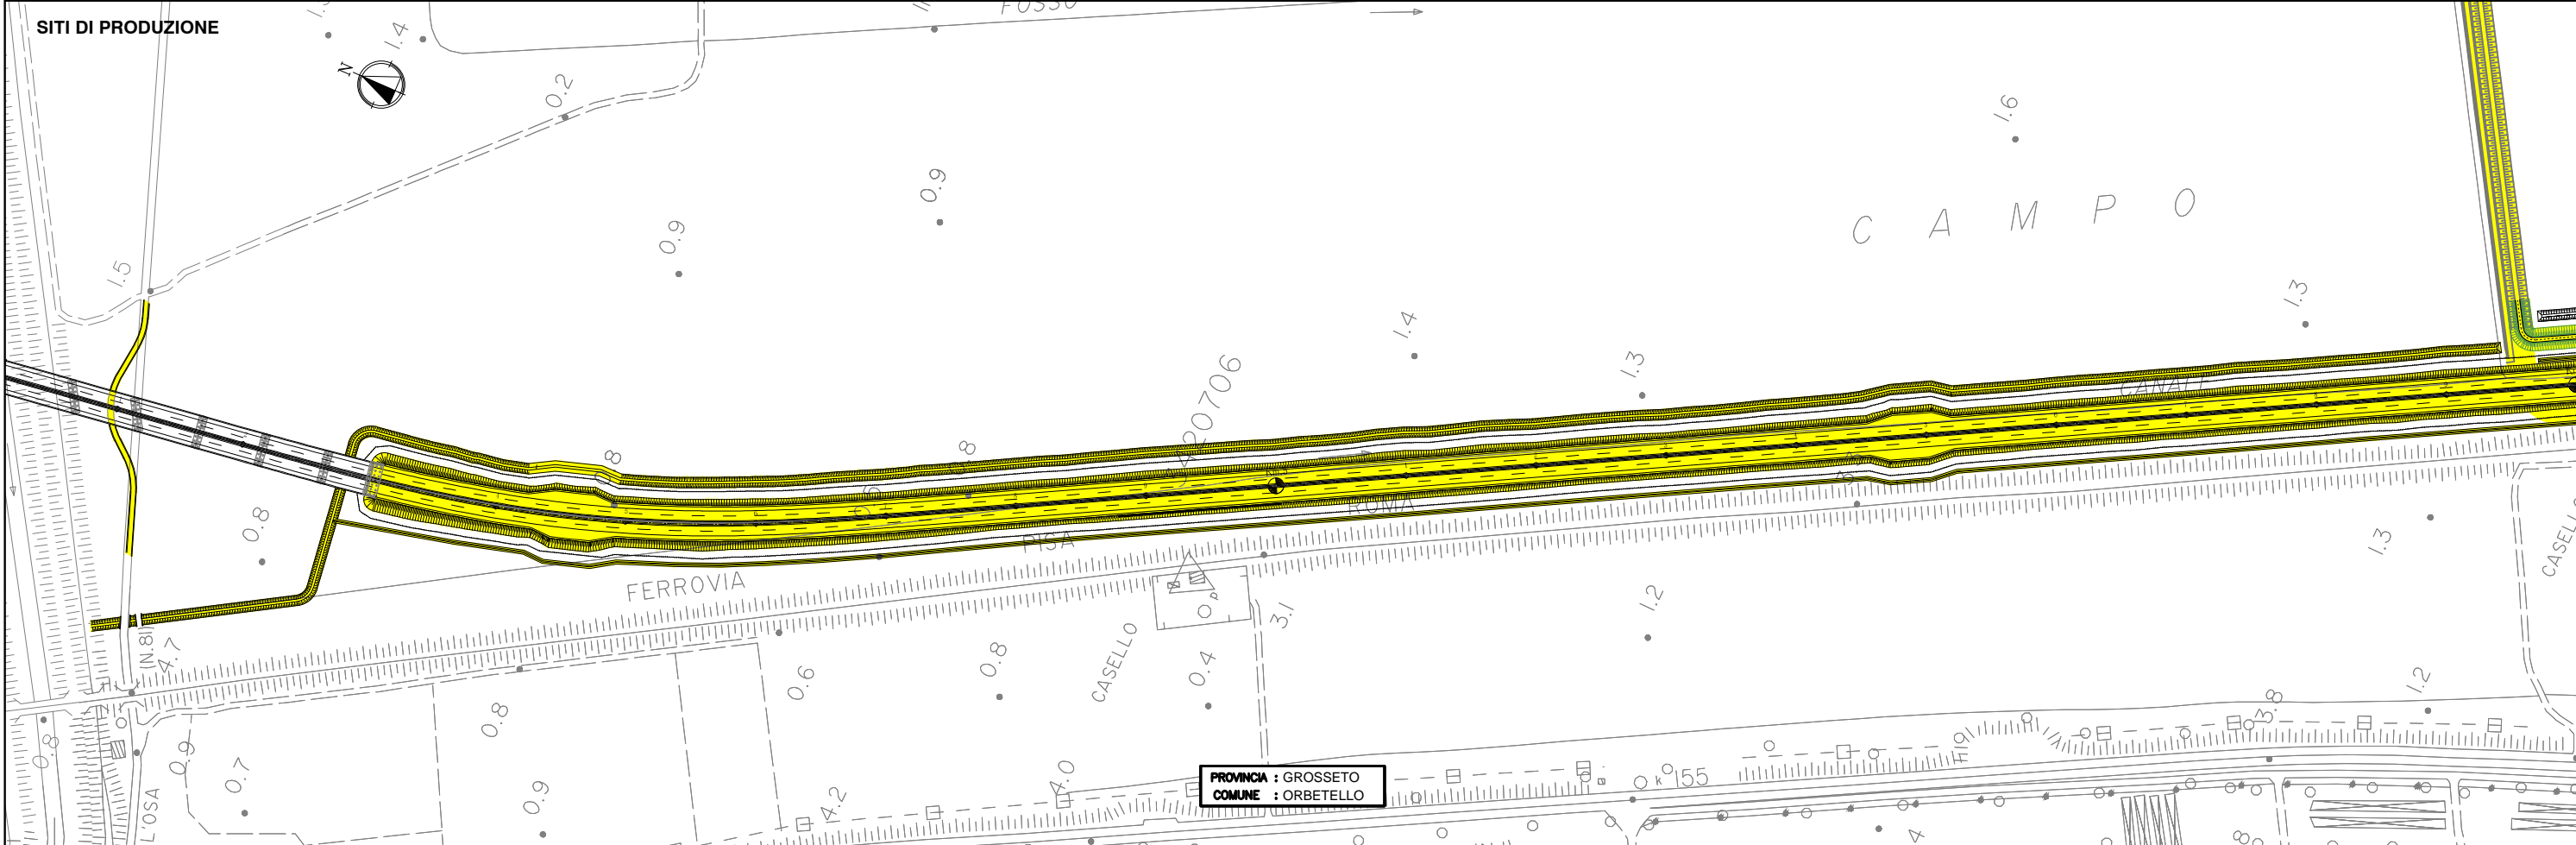 SITI DI PRODUZIONE
FOSSO
N
1.4
0.2
1.6
0.9
0.9
C A M P O
1.5
1.3
1.4
1.3
CANALE
0.8
ROMA
PISA
FERROVIA
1.3
CASELLO
1.2
3.1
(N.8)
4.7
0.8
0.6
CASELLO
0.4
1.2
0.8
3.8
0.8
0.9
0.7
0.9
4.0
4.2
L'OSA
PROVINCIA : GROSSETO
COMUNE : ORBETELLO
k 155